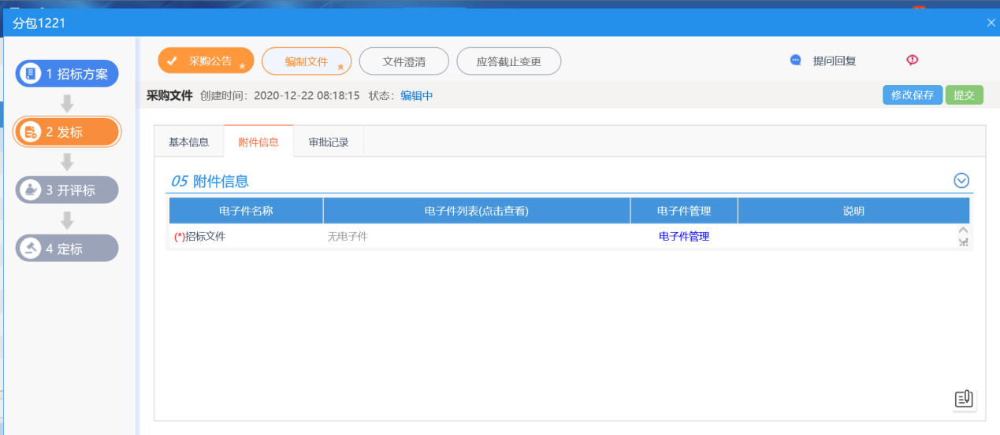 分包1221
1 招标方案
2 发标
3 开评标
4 定标
采购公告 *
编制文件 *
文件澄清
应答截止变更
提问回复
采购文件 创建时间：2020-12-22 08:18:15 状态：编辑中
修改保存 提交
基本信息 附件信息 审批记录
05 附件信息
电子件名称 电子件列表(点击查看) 电子件管理 说明
(*)招标文件 无电子件 电子件管理